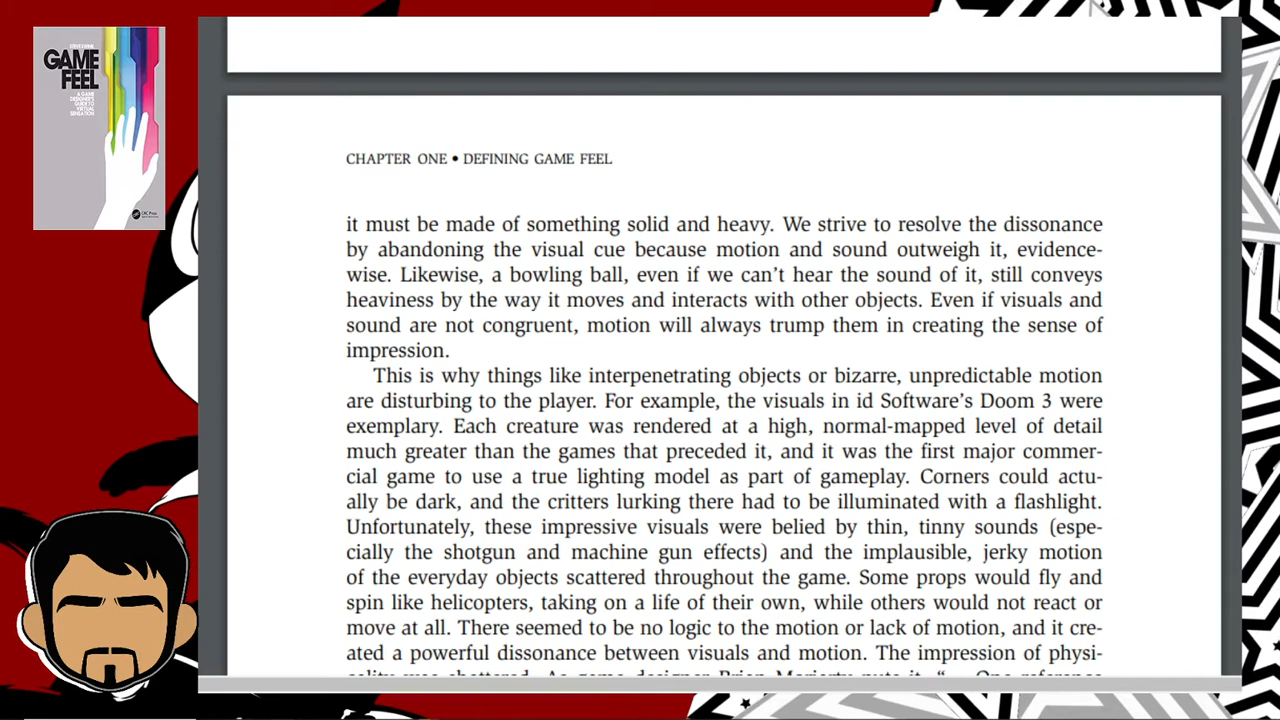 STEVE SWINK
GAME
FEEL
A GAME
DESIGNER'S
GUIDE TO
VIRTUAL
SENSATION
CRC Press
CHAPTER ONE • DEFINING GAME FEEL
it must be made of something solid and heavy. We strive to resolve the dissonance
by abandoning the visual cue because motion and sound outweigh it, evidence-
wise. Likewise, a bowling ball, even if we can't hear the sound of it, still conveys
heaviness by the way it moves and interacts with other objects. Even if visuals and
sound are not congruent, motion will always trump them in creating the sense of
impression.
This is why things like interpenetrating objects or bizarre, unpredictable motion
are disturbing to the player. For example, the visuals in id Software's Doom 3 were
exemplary. Each creature was rendered at a high, normal-mapped level of detail
much greater than the games that preceded it, and it was the first major commer-
cial game to use a true lighting model as part of gameplay. Corners could actu-
ally be dark, and the critters lurking there had to be illuminated with a flashlight.
Unfortunately, these impressive visuals were belied by thin, tinny sounds (espe-
cially the shotgun and machine gun effects) and the implausible, jerky motion
of the everyday objects scattered throughout the game. Some props would fly and
spin like helicopters, taking on a life of their own, while others would not react or
move at all. There seemed to be no logic to the motion or lack of motion, and it cre-
ated a powerful dissonance between visuals and motion. The impression of physi-